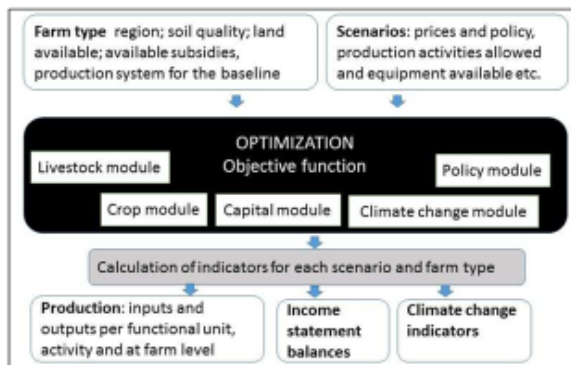 Farm type region; soil quality; land
available; available subsidies,
production system for the baseline
Scenarios: prices and policy,
production activities allowed
and equipment available etc.
OPTIMIZATION
Objective function
Livestock module
Policy module
Crop module
Capital module
Climate change module
Calculation of indicators for each scenario and farm type
Production: inputs and
outputs per functional unit,
activity and at farm level
Income
statement
balances
Climate change
indicators